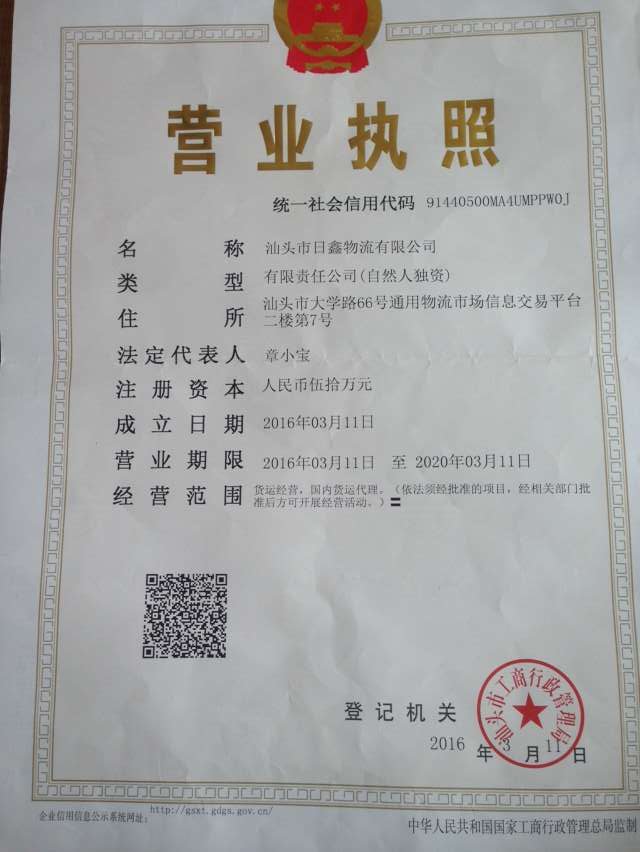 营业执照
统一社会信用代码 91440500MA4UMPPW0J
名称 汕头市日鑫物流有限公司
类型 有限责任公司(自然人独资)
住所 汕头市大学路66号通用物流市场信息交易平台
二楼第7号
法定代表人 章小宝
注册资本 人民币伍拾万元
成立日期 2016年03月11日
营业期限 2016年03月11日 至 2020年03月11日
经营范围 货运经营，国内货运代理。（依法须经批准的项目，经相关部门批
准后方可开展经营活动。）〓
汕头市工商行政管理局
登记机关
2016 年 3 月 11 日
企业信用信息公示系统网址： http://gsxt.gdgs.gov.cn/
中华人民共和国国家工商行政管理总局监制